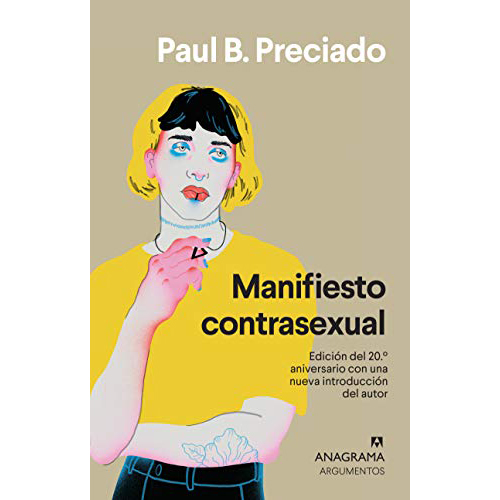 Paul B. Preciado
Manifiesto
contrasexual
Edición del 20.º
aniversario con una
nueva introducción
del autor
ANAGRAMA
ARGUMENTOS